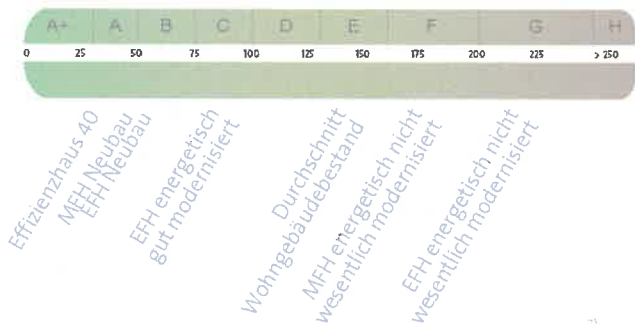 A+ A B C D E F G H
0 25 50 75 100 125 150 175 200 225 > 250
Effizienzhaus 40
MFH Neubau
EFH Neubau
EFH energetisch
gut modernisiert
Durchschnitt
Wohngebäudebestand
MFH energetisch nicht
wesentlich modernisiert
EFH energetisch nicht
wesentlich modernisiert